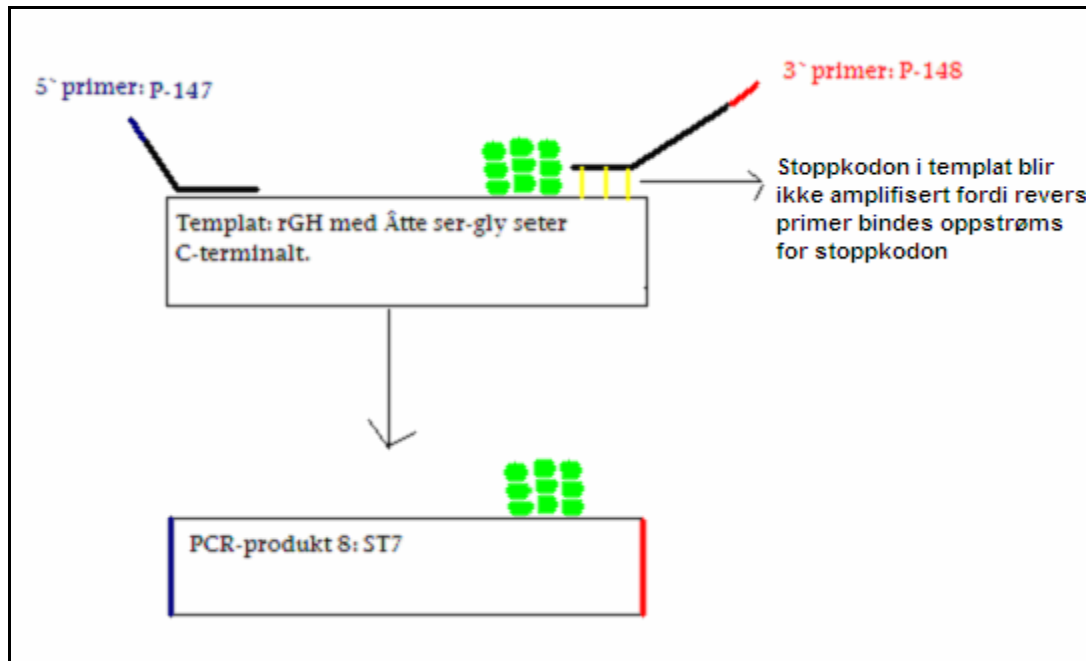 5` primer: P-147
3` primer: P-148
Stoppkodon i templat blir
ikke amplifisert fordi revers
primer bindes oppstrøms
for stoppkodon
Templat: rGH med Âtte ser-gly seter
C-terminalt.
PCR-produkt 8: ST7